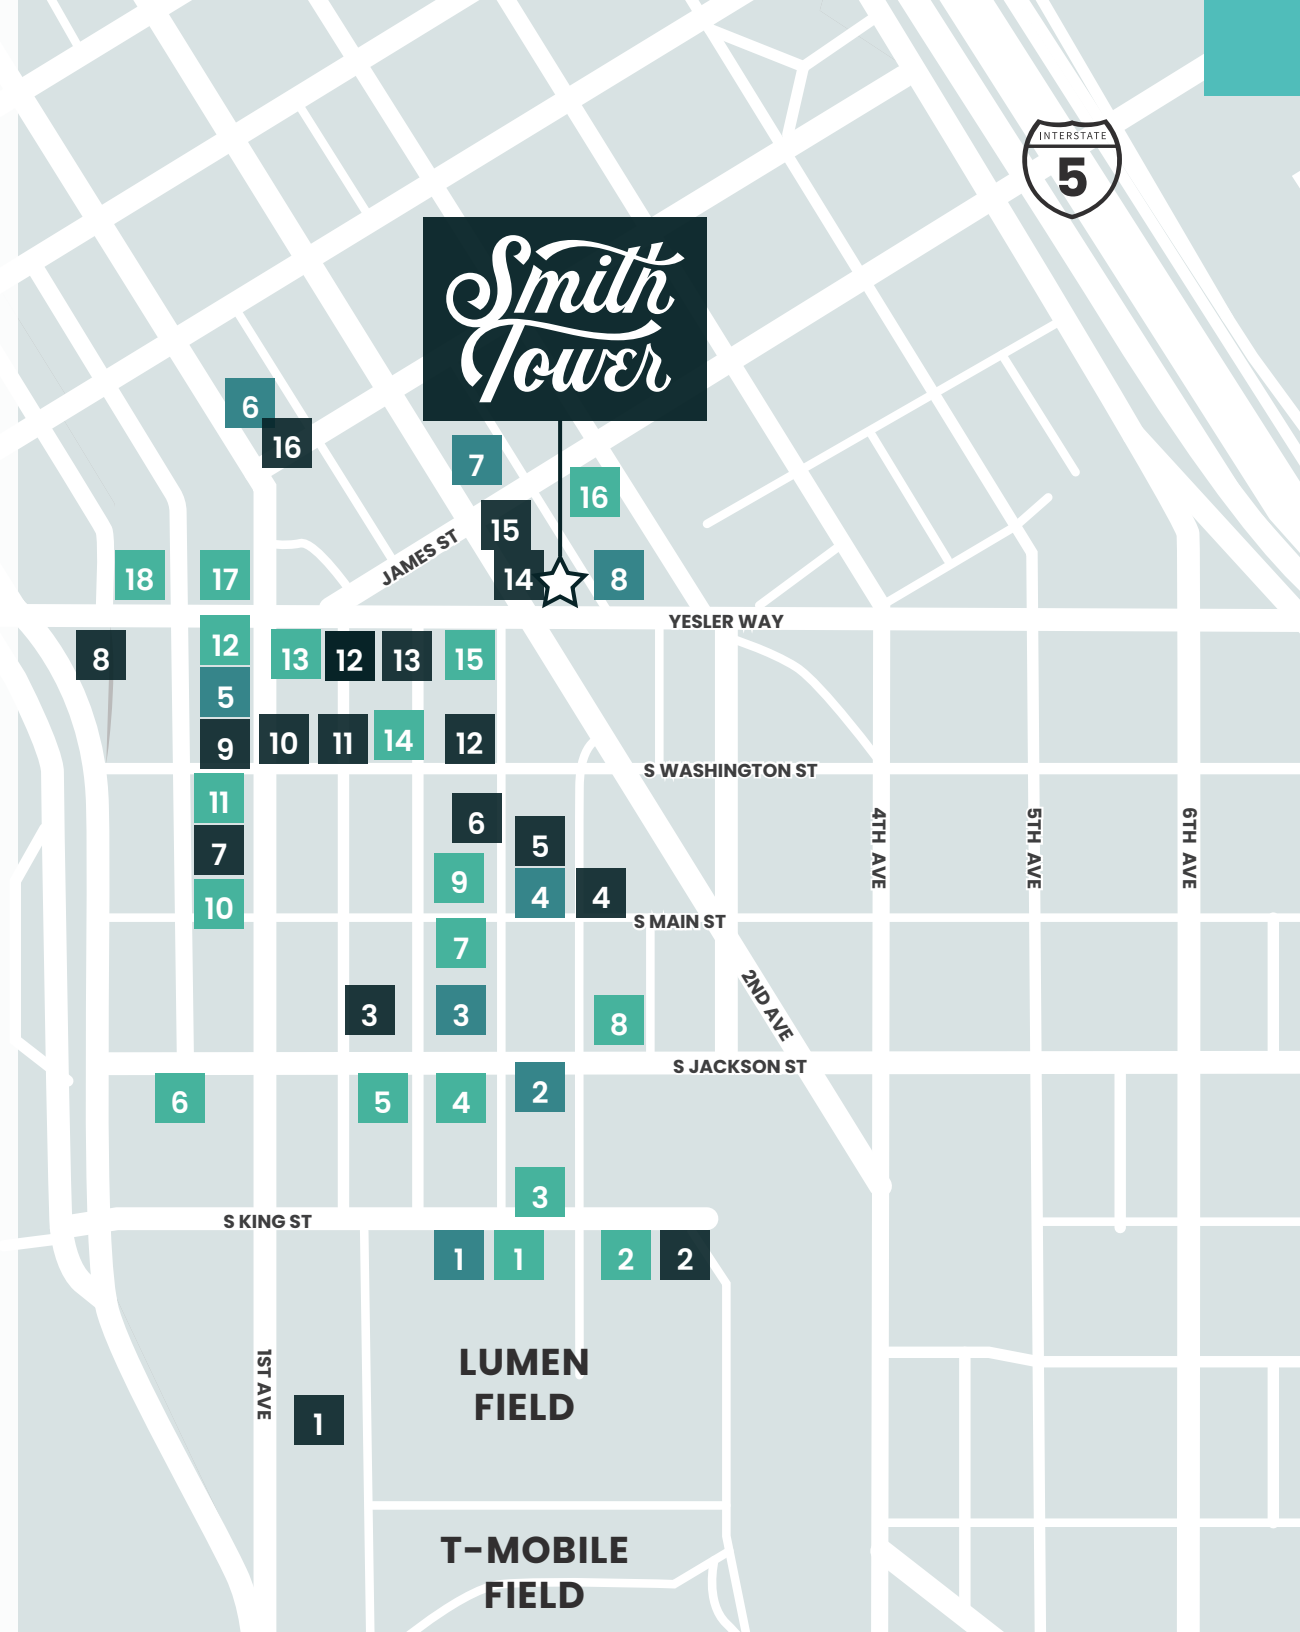 INTERSTATE
5
Smith
Tower
6
16
7
16
15
JAMES ST
18
17
14
8
YESLER WAY
8
12
13
12
13
15
5
9
10
11
14
12
S WASHINGTON ST
11
6
7
5
4TH AVE
5TH AVE
6TH AVE
9
4
4
10
S MAIN ST
7
2ND AVE
3
3
8
S JACKSON ST
6
5
4
2
3
S KING ST
1
1
2
2
1ST AVE
LUMEN
FIELD
1
T-MOBILE
FIELD